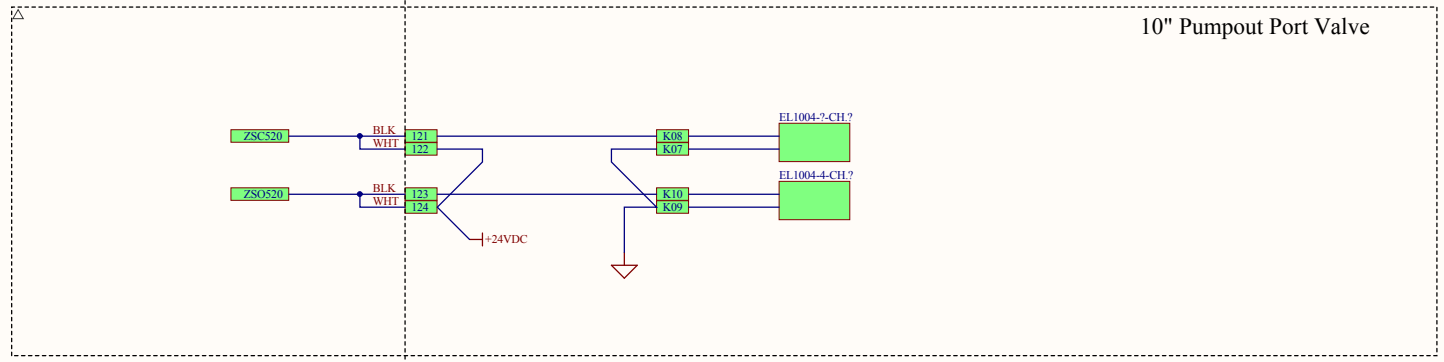 10" Pumpout Port Valve
EL1004-?-CH.?
ZSC520 BLK 121 K08
WHT 122 K07
EL1004-4-CH.?
ZSO520 BLK 123 K10
WHT 124 K09
+24VDC